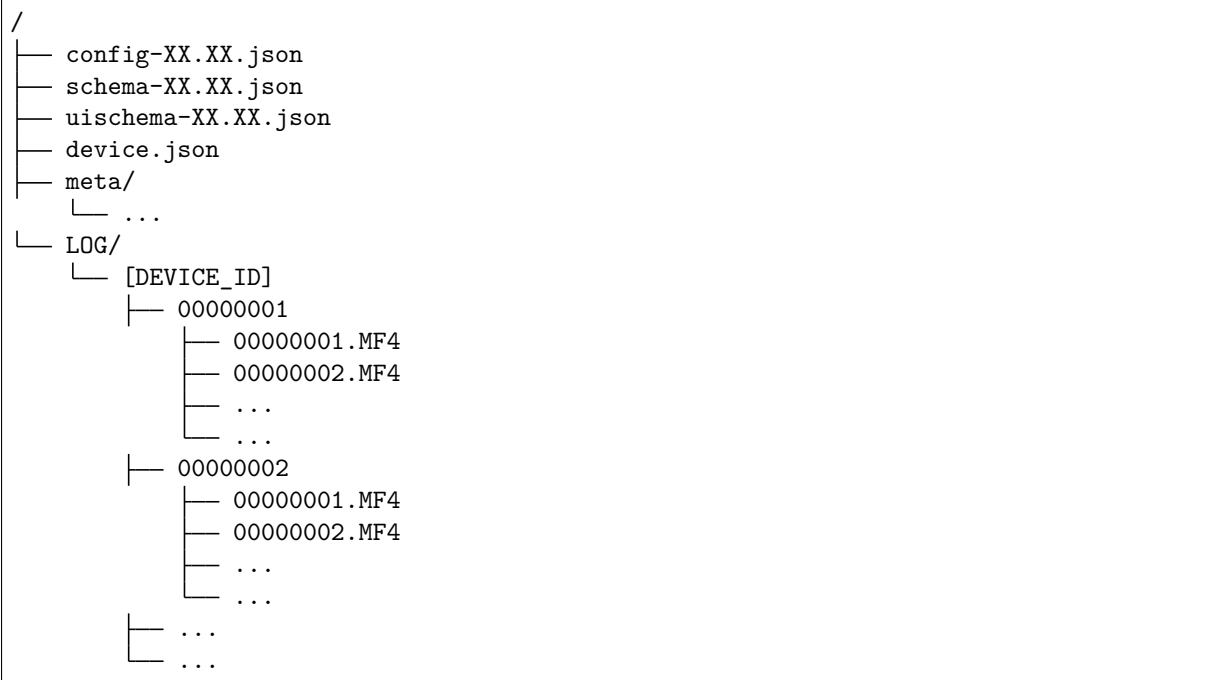 /
├── config-XX.XX.json
├── schema-XX.XX.json
├── uischema-XX.XX.json
├── device.json
├── meta/
    └── ...
└── LOG/
    └── [DEVICE_ID]
        ├── 00000001
            ├── 00000001.MF4
            ├── 00000002.MF4
            ├── ...
            └── ...
        ├── 00000002
            ├── 00000001.MF4
            ├── 00000002.MF4
            ├── ...
            └── ...
        ├── ...
        └── ...